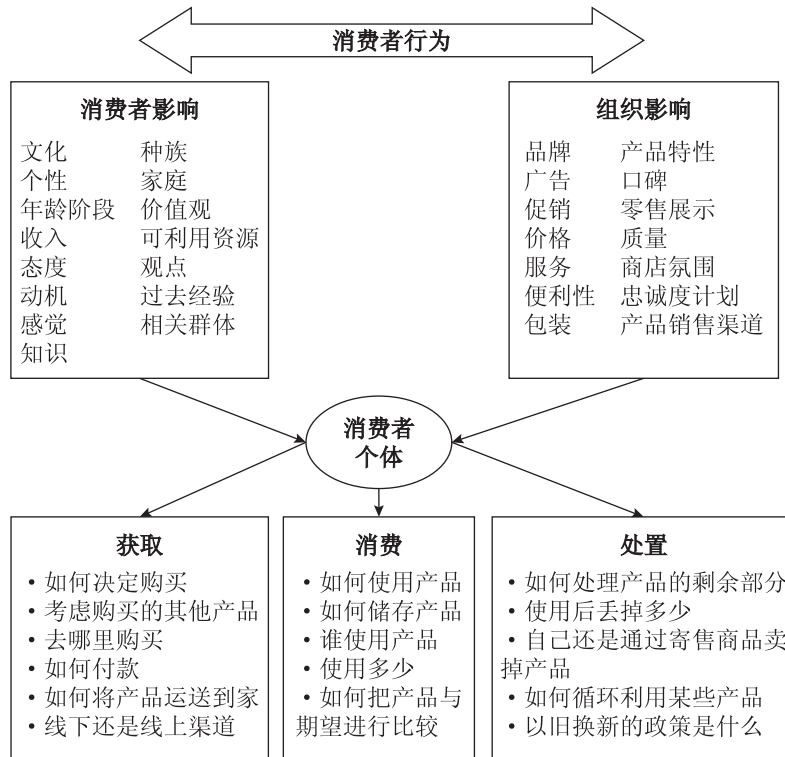 消费者行为
消费者影响
文化 种族
个性 家庭
年龄阶段 价值观
收入 可利用资源
态度 观点
动机 过去经验
感觉 相关群体
知识
组织影响
品牌 产品特性
广告 口碑
促销 零售展示
价格 质量
服务 商店氛围
便利性 忠诚度计划
包装 产品销售渠道
消费者
个体
获取
·如何决定购买
·考虑购买的其他产品
·去哪里购买
·如何付款
·如何将产品运送到家
·线下还是线上渠道
消费
·如何使用产品
·如何储存产品
·谁使用产品
·使用多少
·如何把产品与
期望进行比较
处置
·如何处理产品的剩余部分
·使用后丢掉多少
·自己还是通过寄售商品卖
掉产品
·如何循环利用某些产品
·以旧换新的政策是什么